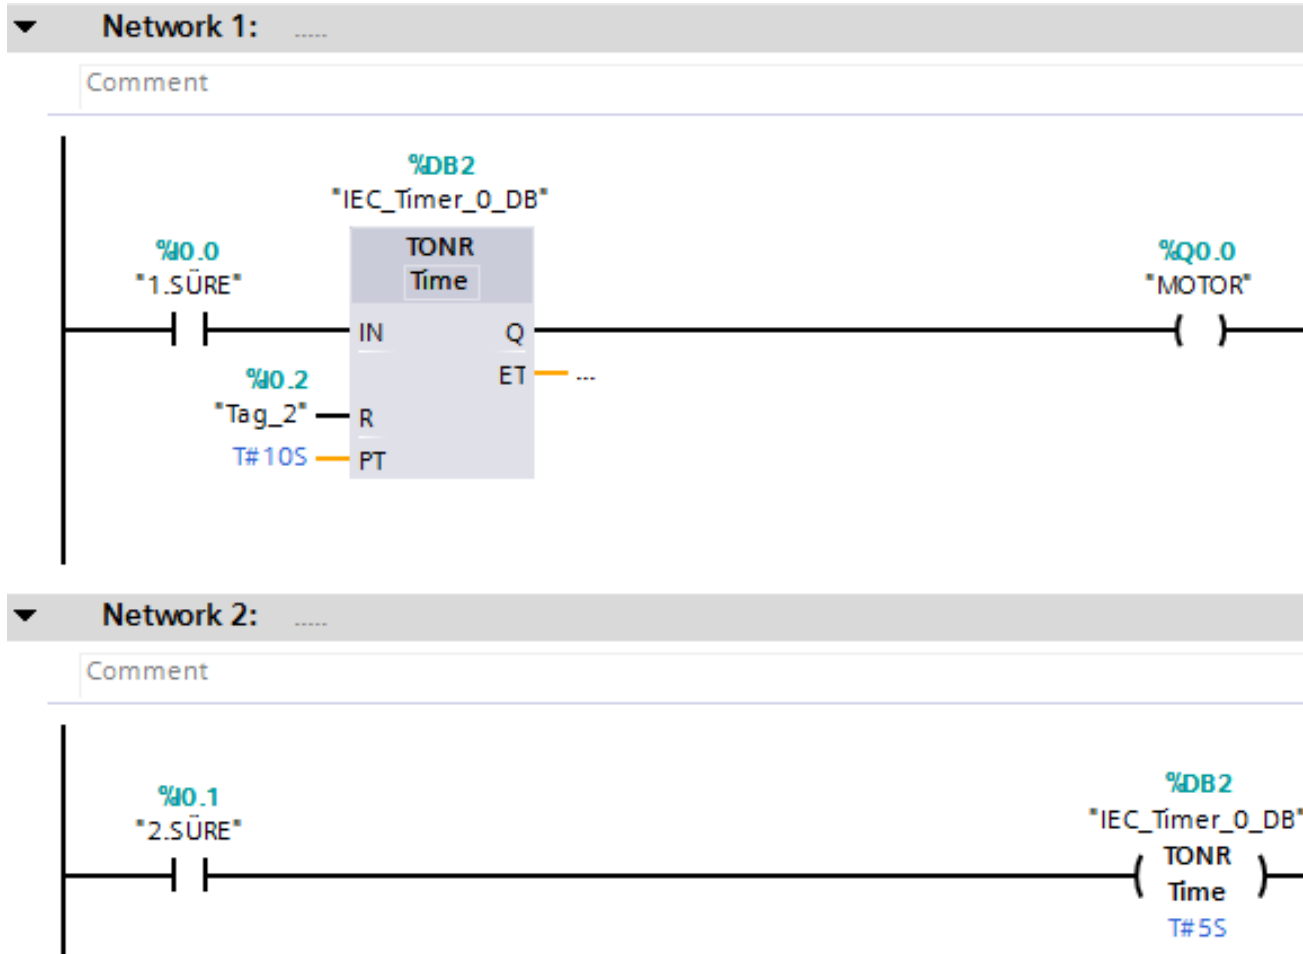 Network 1: .....
Comment
%DB2
"IEC_Timer_0_DB"
%I0.0
"1.SÜRE"
TONR
Time
%Q0.0
"MOTOR"
IN
Q
ET
...
%I0.2
"Tag_2"
R
T#10S
PT
Network 2: .....
Comment
%I0.1
"2.SÜRE"
%DB2
"IEC_Timer_0_DB"
TONR
Time
T#5S